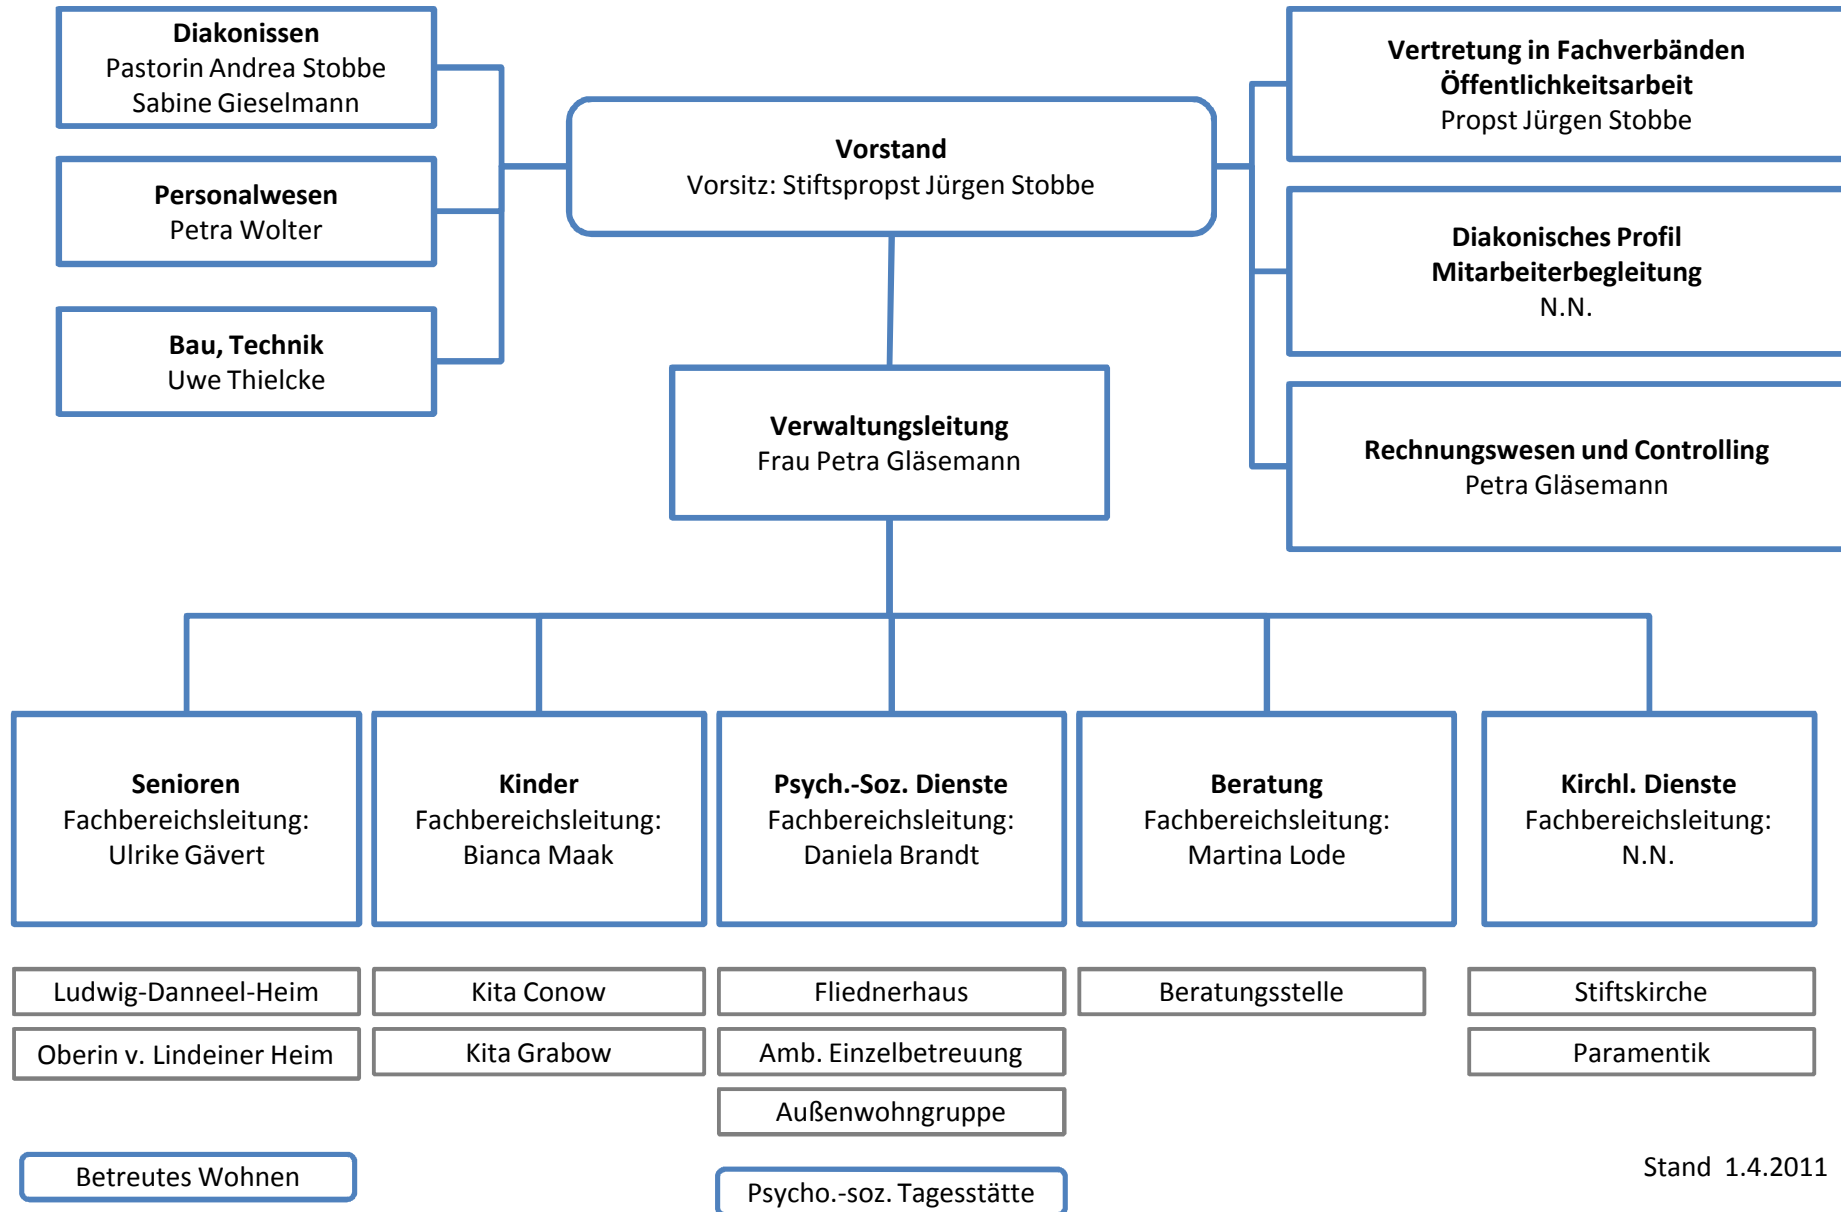 Diakonissen
Pastorin Andrea Stobbe
Sabine Gieselmann
Personalwesen
Petra Wolter
Bau, Technik
Uwe Thielcke
Vorstand
Vorsitz: Stiftspropst Jürgen Stobbe
Vertretung in Fachverbänden
Öffentlichkeitsarbeit
Propst Jürgen Stobbe
Diakonisches Profil
Mitarbeiterbegleitung
N.N.
Rechnungswesen und Controlling
Petra Gläsemann
Verwaltungsleitung
Frau Petra Gläsemann
Senioren
Fachbereichsleitung:
Ulrike Gävert
Kinder
Fachbereichsleitung:
Bianca Maak
Psych.-Soz. Dienste
Fachbereichsleitung:
Daniela Brandt
Beratung
Fachbereichsleitung:
Martina Lode
Kirchl. Dienste
Fachbereichsleitung:
N.N.
Ludwig-Danneel-Heim
Oberin v. Lindeiner Heim
Betreutes Wohnen
Kita Conow
Kita Grabow
Fliednerhaus
Amb. Einzelbetreuung
Außenwohngruppe
Psycho.-soz. Tagesstätte
Beratungsstelle
Stiftskirche
Paramentik
Stand 1.4.2011